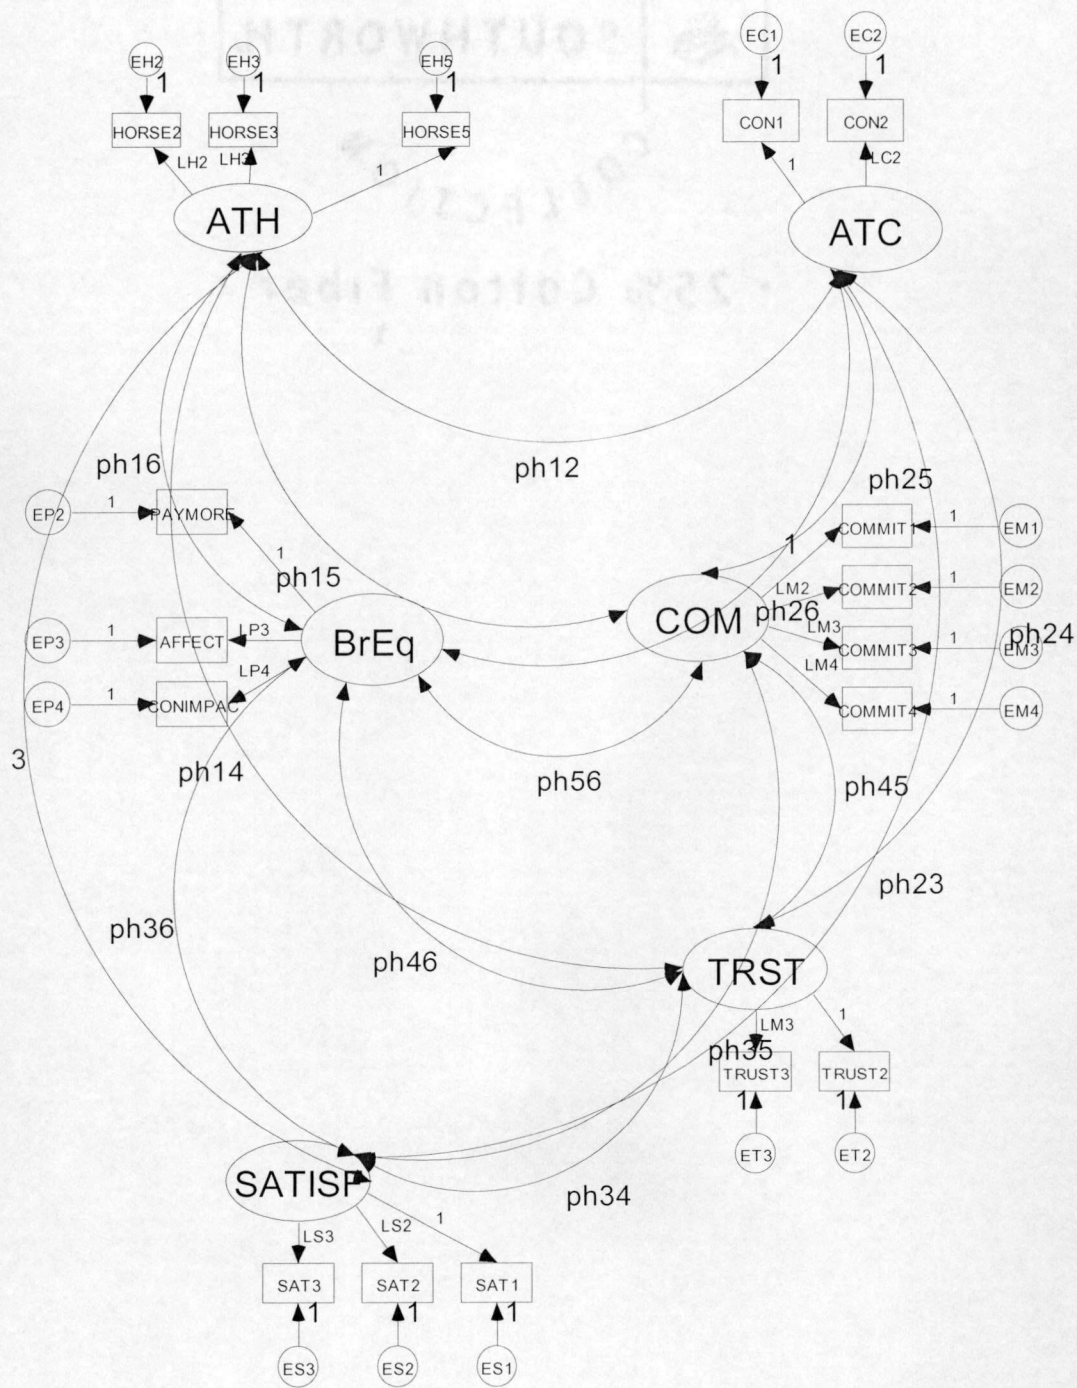 SOUTHWORTH
25% Cotton Fiber
EH2 EH3 EH5 EC1 EC2
1 1 1 1 1
HORSE2 HORSE3 HORSE5 CON1 CON2
LH2 LH3 1 1 LC2
ATH ATC
ph12
ph16 ph25
EP2 1 PAYMORE COMMIT1 1 EM1
1 1
ph15 LM2 COMMIT2 1 EM2
ph26
EP3 1 AFFECT LP3 BrEq COM LM3 COMMIT3 1 EM3
ph24
LP4 LM4
EP4 1 CONIMPAC COMMIT4 1 EM4
3 ph14 ph56 ph45
ph23
ph36 ph46
TRST
LM3 1
ph35
TRUST3 TRUST2
1 1
ET3 ET2
SATISF ph34
LS3 LS2 1
SAT3 SAT2 SAT1
1 1 1
ES3 ES2 ES1